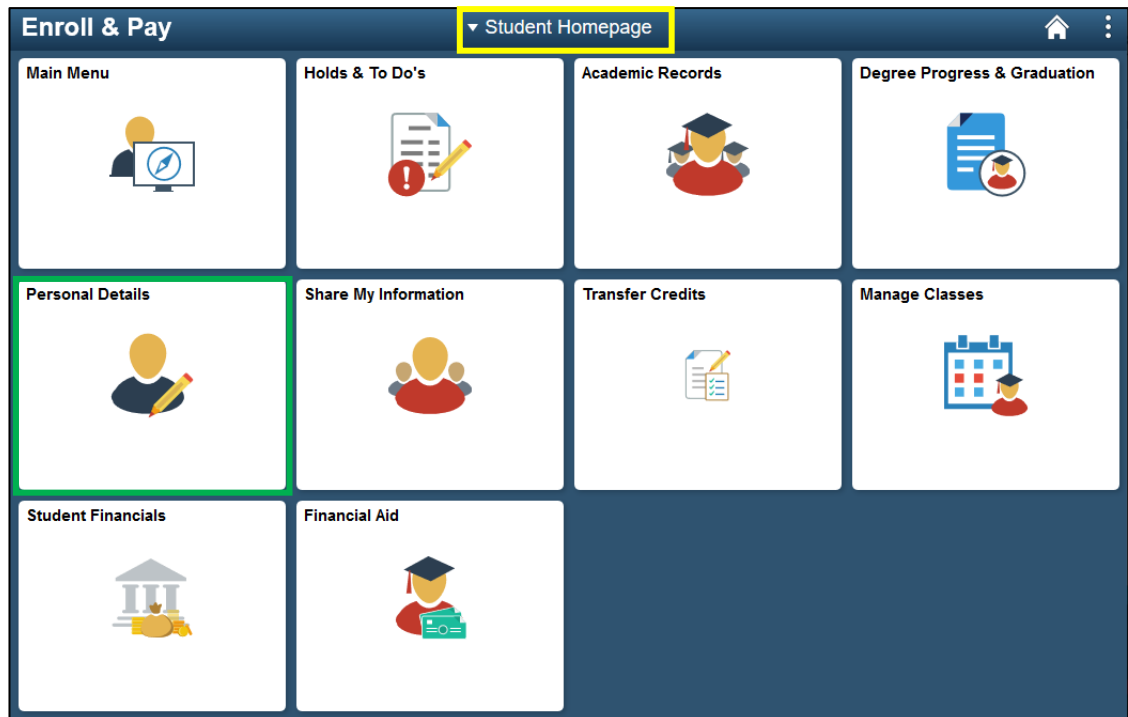 Enroll & Pay
Student Homepage
Main Menu
Holds & To Do's
Academic Records
Degree Progress & Graduation
Personal Details
Share My Information
Transfer Credits
Manage Classes
Student Financials
Financial Aid